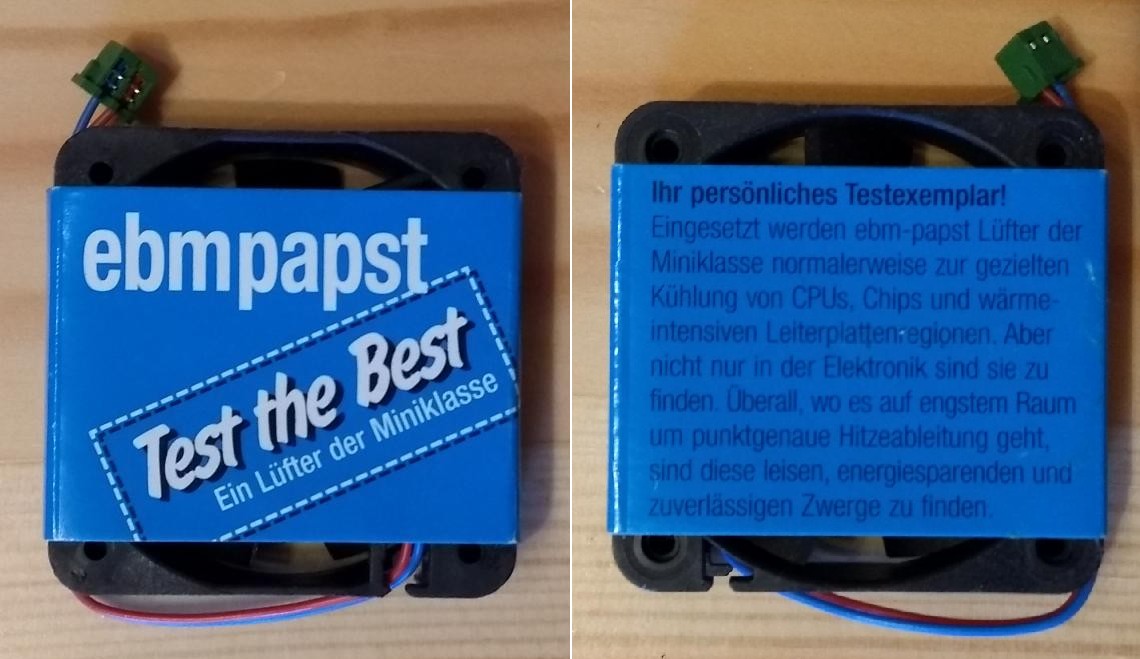 ebmpapst
Test the Best
Ein Lüfter der Miniklasse
Ihr persönliches Testexemplar!
Eingesetzt werden ebm-papst Lüfter der
Miniklasse normalerweise zur gezielten
Kühlung von CPUs, Chips und wärme-
intensiven Leiterplattenregionen. Aber
nicht nur in der Elektronik sind sie zu
finden. Überall, wo es auf engstem Raum
um punktgenaue Hitzeableitung geht,
sind diese leisen, energiesparenden und
zuverlässigen Zwerge zu finden.